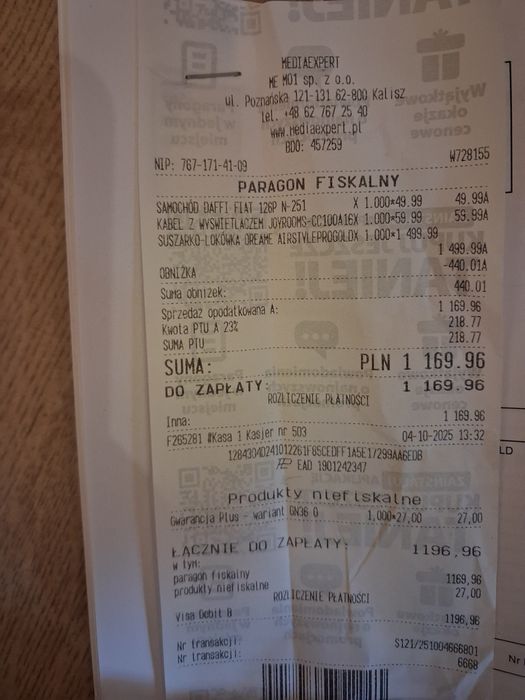 MEDIAEXPERT
ME M01 sp. z o.o.
ul. Poznańska 121-131 62-800 Kalisz
tel. +48 62 767 25 40
www.mediaexpert.pl
BDO: 457259
NIP: 767-171-41-09 W728155
PARAGON FISKALNY
SAMOCHÓD DAFFI FIAT 126P N-251 X 1.000*49.99 49.99A
KABEL Z WYSWIETLACZEM JOYROOMS-CC100A16X 1.000*59.99 59.99A
SUSZARKO-LOKÓWKA DREAME AIRSTYLEPROGOLDX 1.000*1 499.99
1 499.99A
OBNIŻKA -440.01A
Suma obniżek: 440.01
Sprzedaż opodatkowana A: 1 169.96
Kwota PTU A 23% 218.77
SUMA PTU 218.77
SUMA: PLN 1 169.96
DO ZAPŁATY: 1 169.96
ROZLICZENIE PŁATNOŚCI
Inna: 1 169.96
F265281 #Kasa 1 Kasjer nr 503 04-10-2025 13:32
EAD 1901242347
Produkty niefiskalne
Gwarancja Plus - wariant GN36 0 1,000*27,00 27,00
ŁĄCZNIE DO ZAPŁATY: 1196,96
w tym:
paragon fiskalny 1169,96
produkty niefiskalne 27,00
ROZLICZENIE PŁATNOŚCI
Visa Debit B 1196,96
Nr transakcji: S121/251004666801
Nr transakcji: 6668